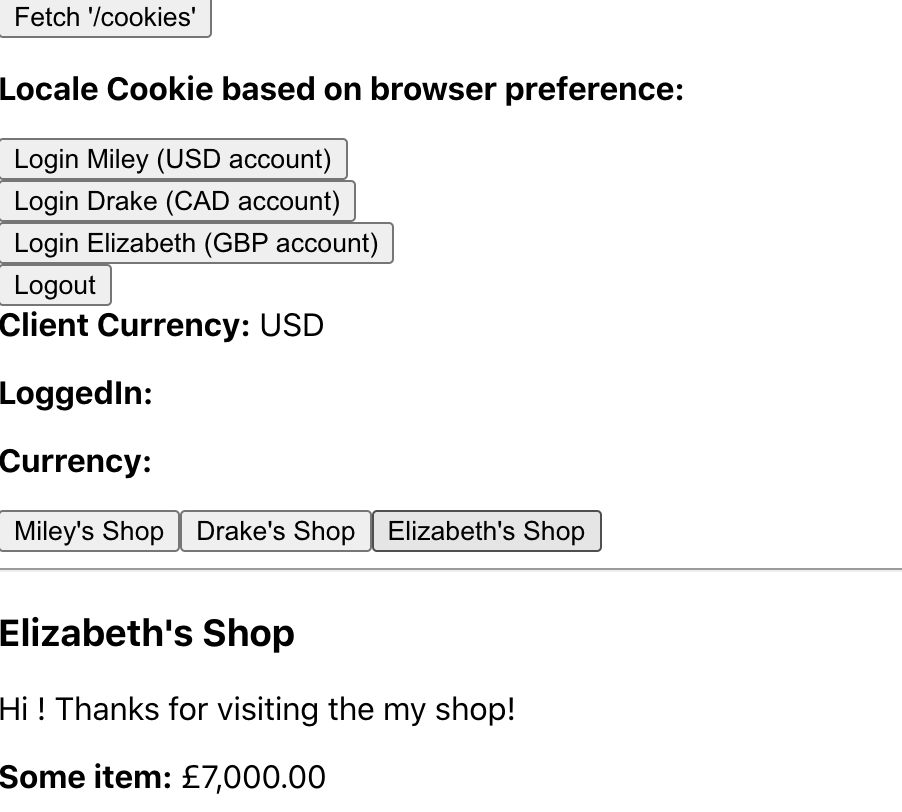 Fetch '/cookies'
Locale Cookie based on browser preference:
Login Miley (USD account)
Login Drake (CAD account)
Login Elizabeth (GBP account)
Logout
Client Currency: USD
LoggedIn:
Currency:
Miley's Shop Drake's Shop Elizabeth's Shop
Elizabeth's Shop
Hi ! Thanks for visiting the my shop!
Some item: £7,000.00